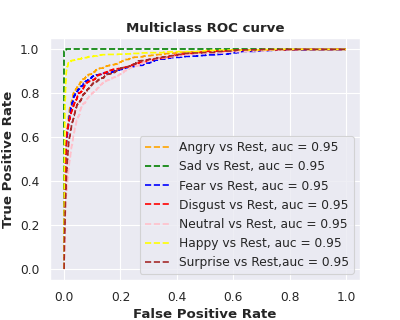 Multiclass ROC curve
True Positive Rate
1.0
0.8
0.6
0.4
0.2
0.0
Angry vs Rest, auc = 0.95
Sad vs Rest, auc = 0.95
Fear vs Rest, auc = 0.95
Disgust vs Rest, auc = 0.95
Neutral vs Rest, auc = 0.95
Happy vs Rest, auc = 0.95
Surprise vs Rest,auc = 0.95
0.0 0.2 0.4 0.6 0.8 1.0
False Positive Rate